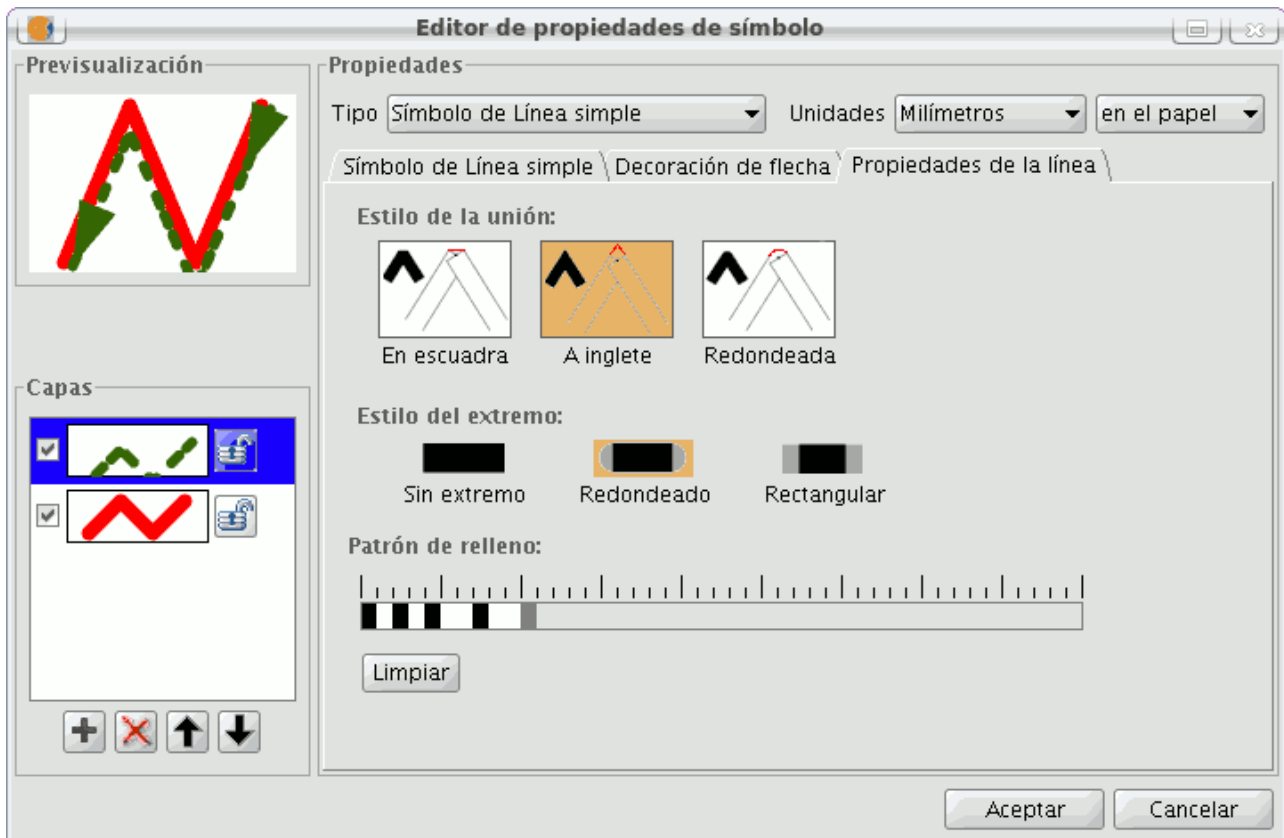 Editor de propiedades de símbolo
Previsualización
Propiedades
Tipo Símbolo de Línea simple Unidades Milímetros en el papel
Símbolo de Línea simple Decoración de flecha Propiedades de la línea
Estilo de la unión:
En escuadra A inglete Redondeada
Capas
Estilo del extremo:
Sin extremo Redondeado Rectangular
Patrón de relleno:
Limpiar
Aceptar Cancelar